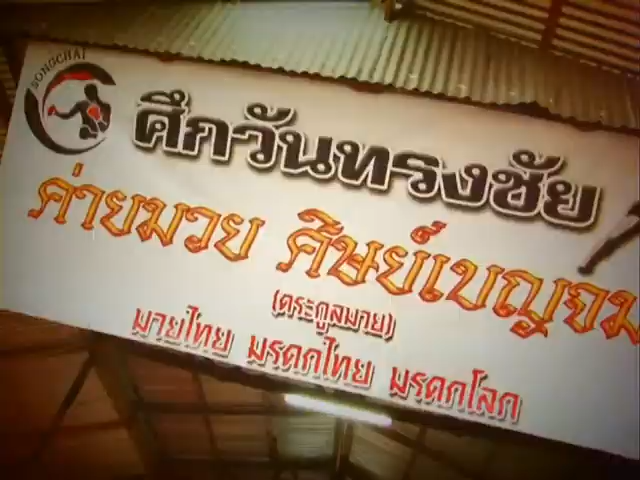 SONGCHAI
ศึกวันทรงชัย
ค่ายมวย ศิษย์เบญจม
(ตระกูลมาย)
มายไทย มรดกไทย มรดกโลก